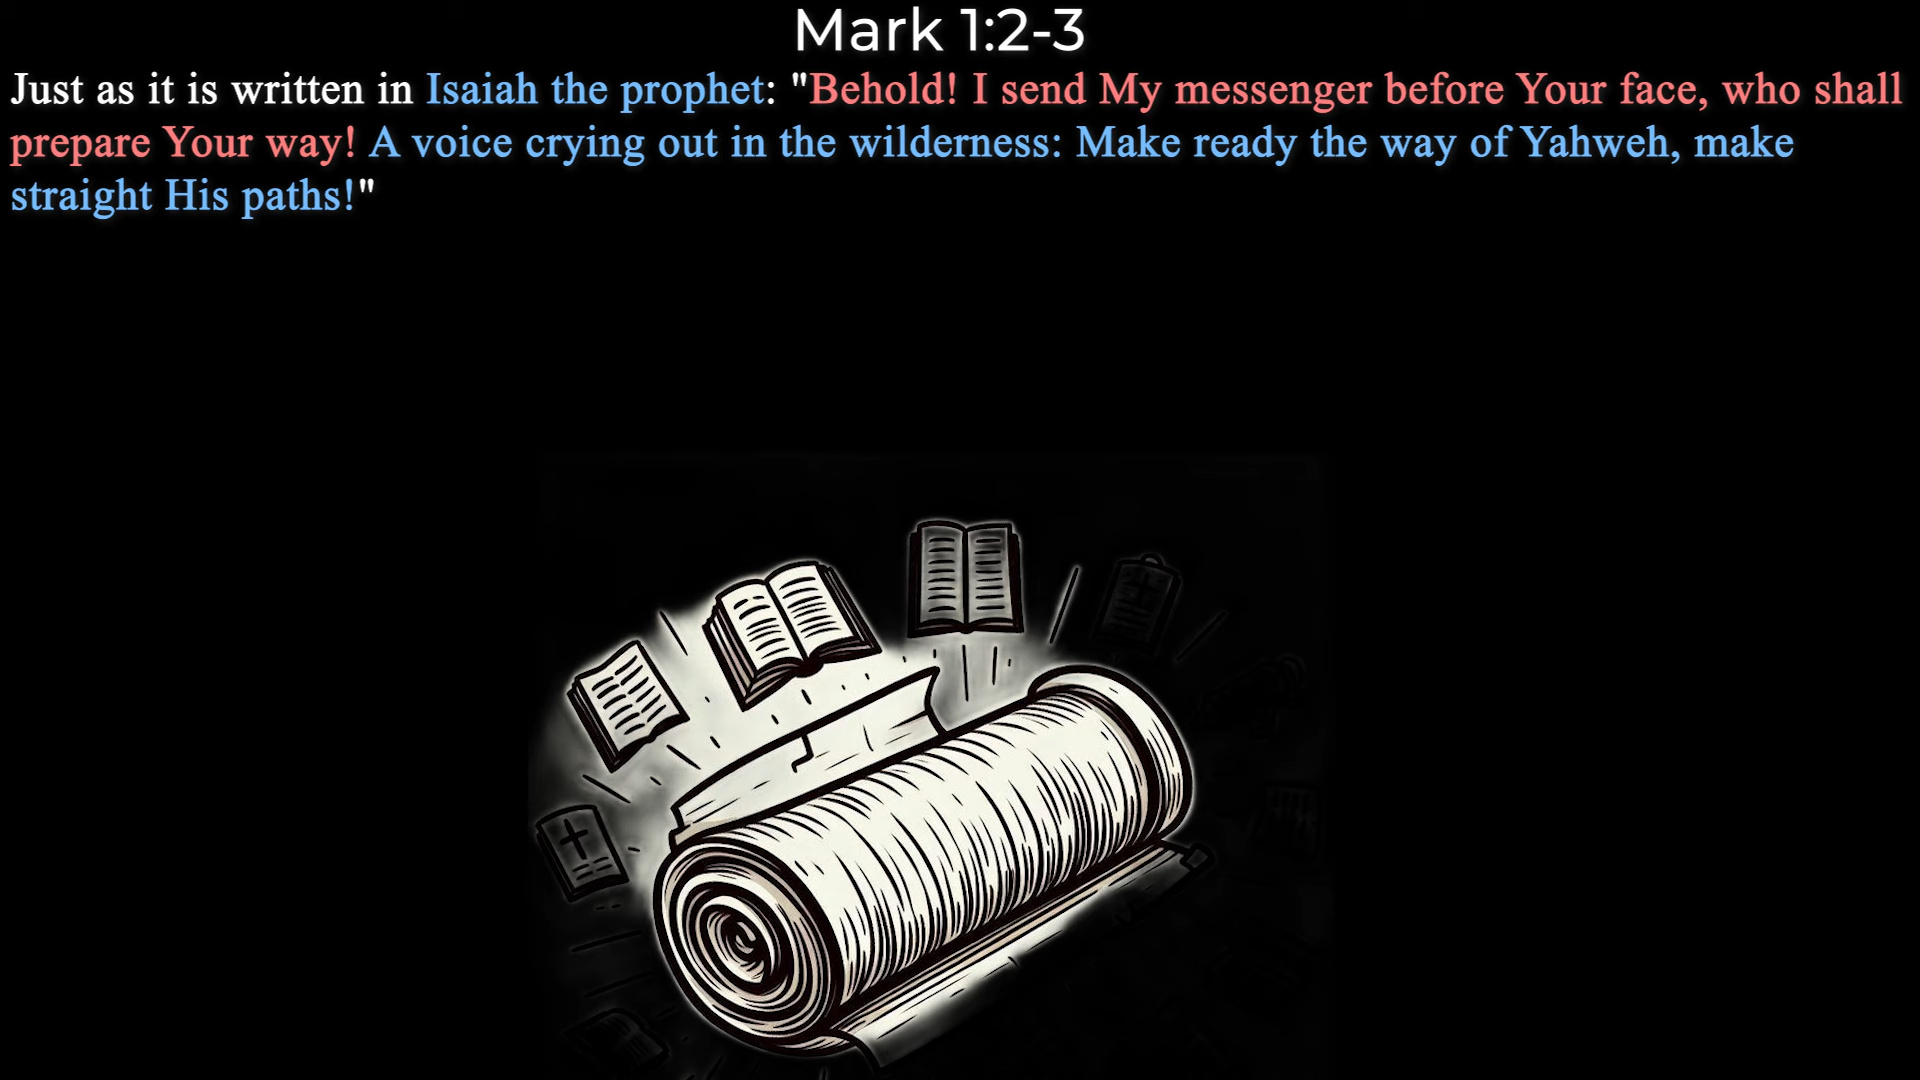 Mark 1:2-3
Just as it is written in Isaiah the prophet: "Behold! I send My messenger before Your face, who shall
prepare Your way! A voice crying out in the wilderness: Make ready the way of Yahweh, make
straight His paths!"